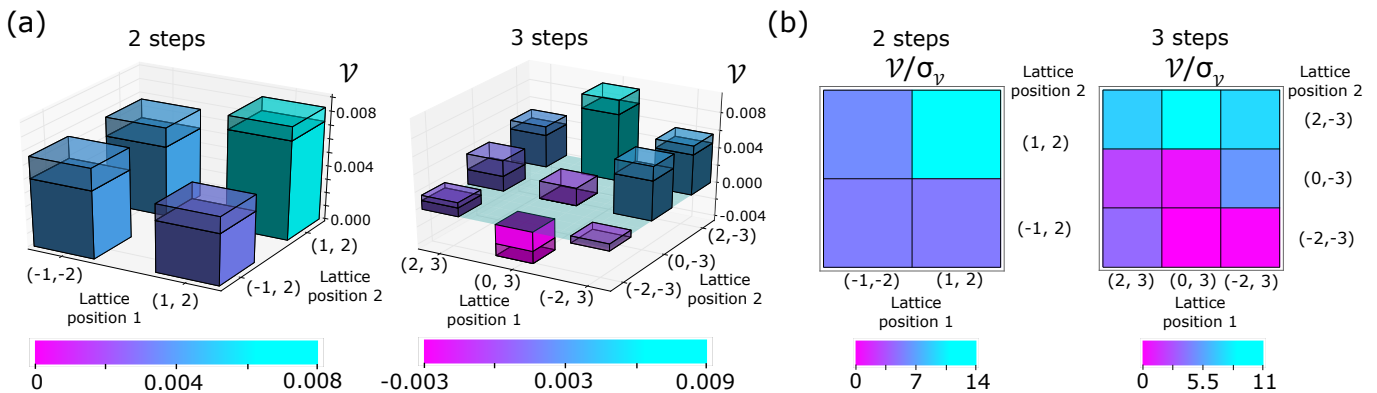 (a)
2 steps
𝒱
0.008
0.004
0.000
(-1,-2)
(1, 2)
Lattice
position 1
(-1, 2)
(1, 2)
Lattice
position 2
0
0.004
0.008
3 steps
𝒱
0.008
0.004
0.000
-0.004
(2, 3)
(0, 3)
(-2, 3)
Lattice
position 1
(-2,-3)
(0,-3)
(2,-3)
Lattice
position 2
-0.003
0.003
0.009
(b)
2 steps
𝒱/σ𝒱
Lattice
position 2
(1, 2)
(-1, 2)
(-1,-2)
(1, 2)
Lattice
position 1
0
7
14
3 steps
𝒱/σ𝒱
Lattice
position 2
(2,-3)
(0,-3)
(-2,-3)
(2, 3)
(0, 3)
(-2, 3)
Lattice
position 1
0
5.5
11